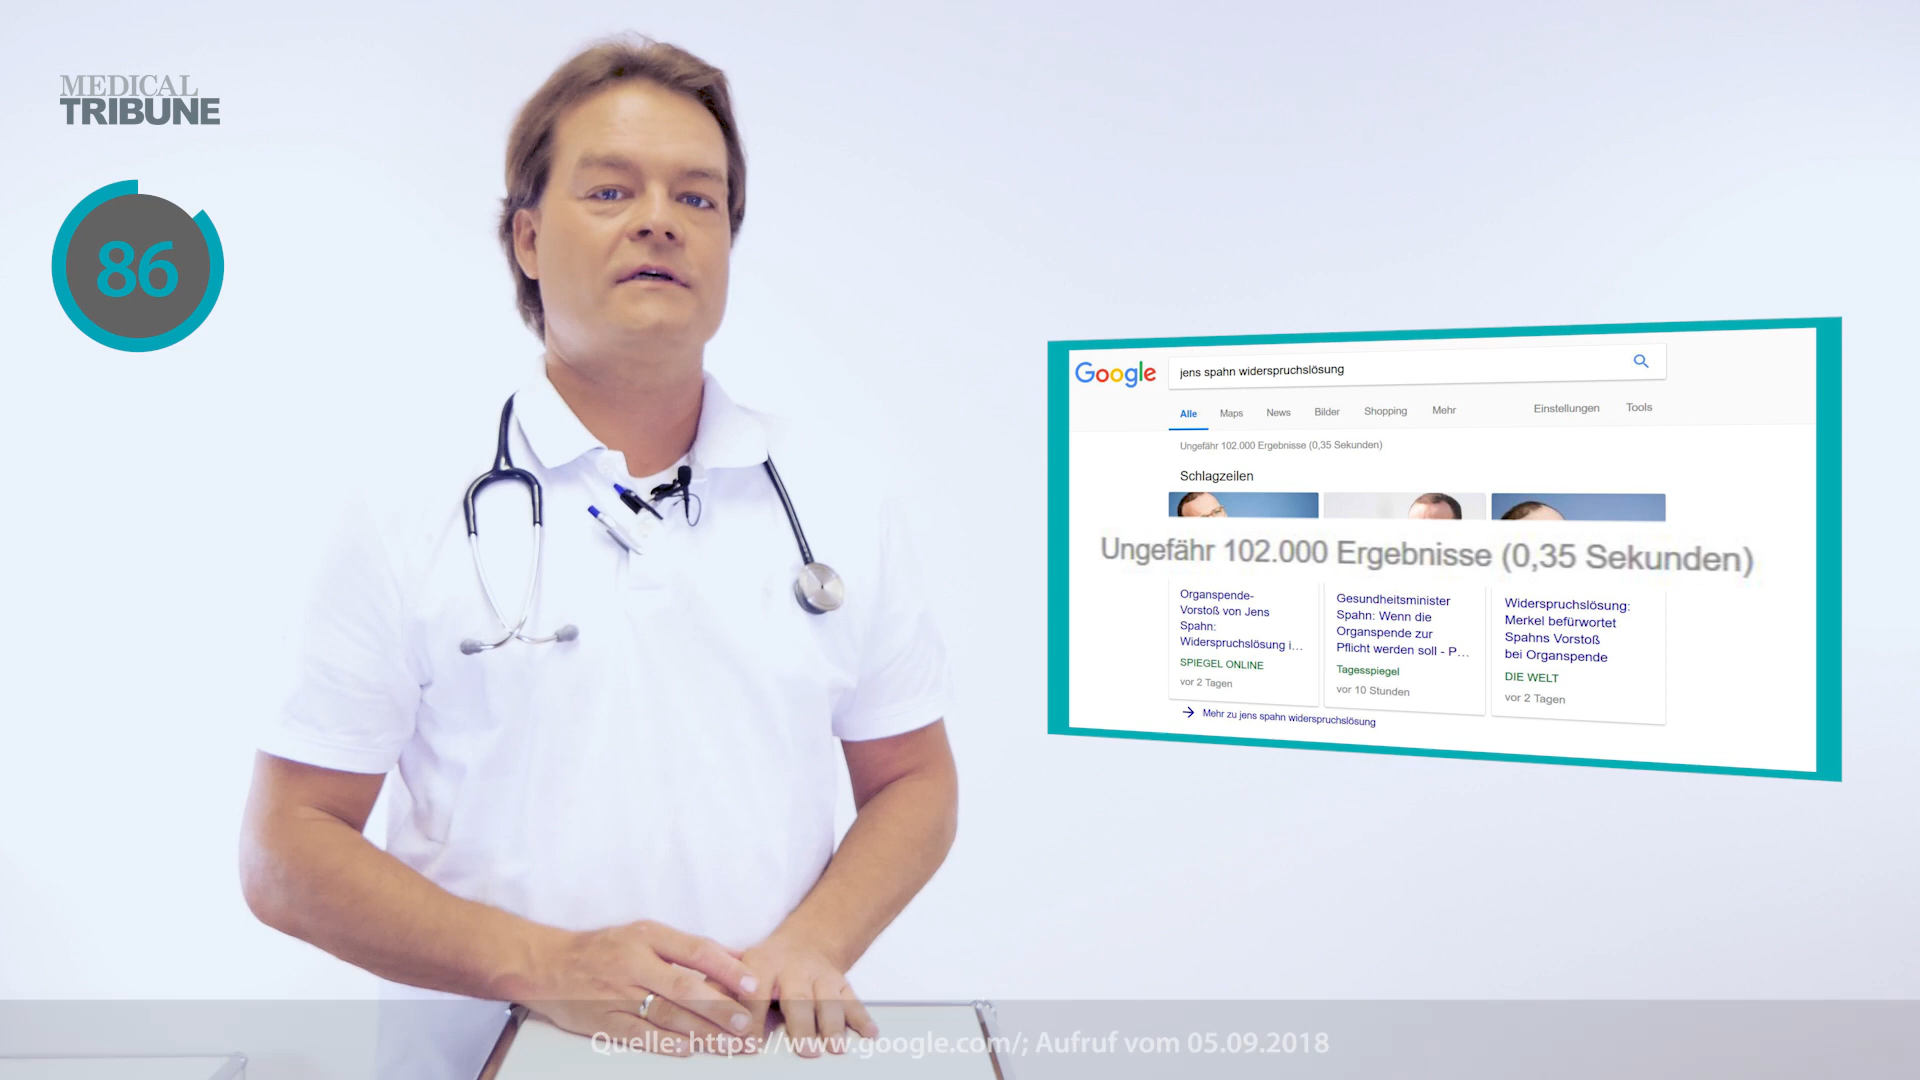 MEDICAL
TRIBUNE
86
Google
jens spahn widerspruchslösung
Alle Maps News Bilder Shopping Mehr Einstellungen Tools
Ungefähr 102.000 Ergebnisse (0,35 Sekunden)
Schlagzeilen
Ungefähr 102.000 Ergebnisse (0,35 Sekunden)
Organspende-
Vorstoß von Jens
Spahn:
Widerspruchslösung i...
SPIEGEL ONLINE
vor 2 Tagen
Gesundheitsminister
Spahn: Wenn die
Organspende zur
Pflicht werden soll - P...
Tagesspiegel
vor 10 Stunden
Widerspruchslösung:
Merkel befürwortet
Spahns Vorstoß
bei Organspende
DIE WELT
vor 2 Tagen
Mehr zu jens spahn widerspruchslösung
Quelle: https://www.google.com/; Aufruf vom 05.09.2018